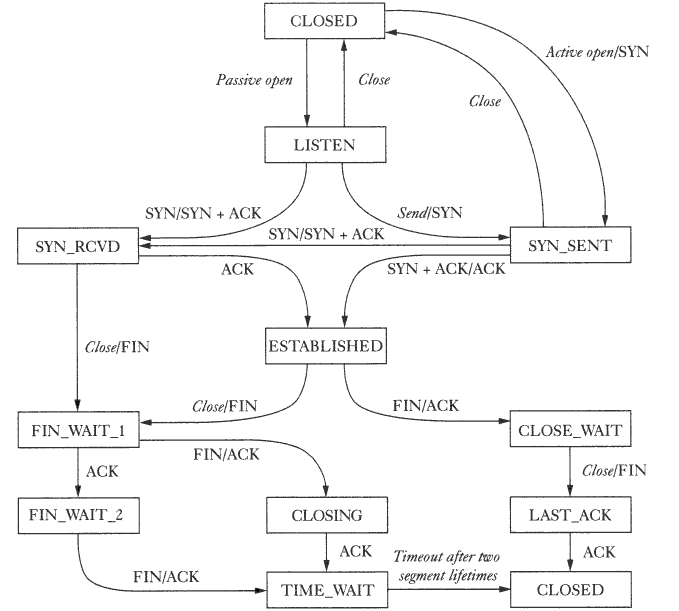 CLOSED
Active open/SYN
Passive open
Close
Close
LISTEN
SYN/SYN + ACK
Send/SYN
SYN/SYN + ACK
SYN_RCVD
SYN_SENT
ACK
SYN + ACK/ACK
ESTABLISHED
Close/FIN
Close/FIN
FIN/ACK
FIN_WAIT_1
CLOSE_WAIT
FIN/ACK
ACK
Close/FIN
FIN_WAIT_2
CLOSING
LAST_ACK
ACK
Timeout after two
segment lifetimes
ACK
FIN/ACK
TIME_WAIT
CLOSED